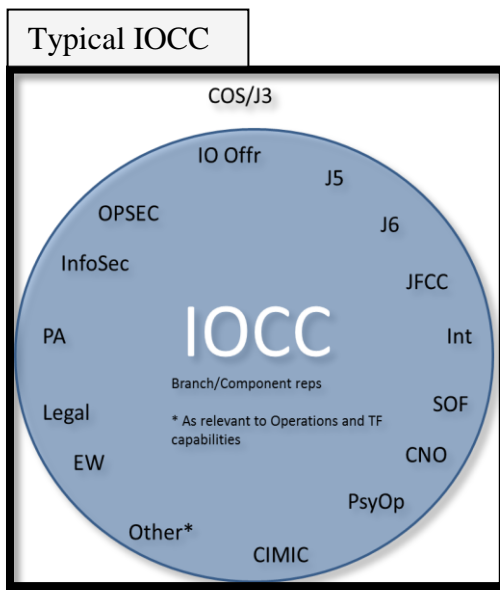 Typical IOCC
COS/J3
IO Offr
J5
OPSEC
J6
InfoSec
JFCC
IOCC
PA
Int
Branch/Component reps
Legal
SOF
* As relevant to Operations and TF
capabilities
EW
CNO
PsyOp
Other*
CIMIC